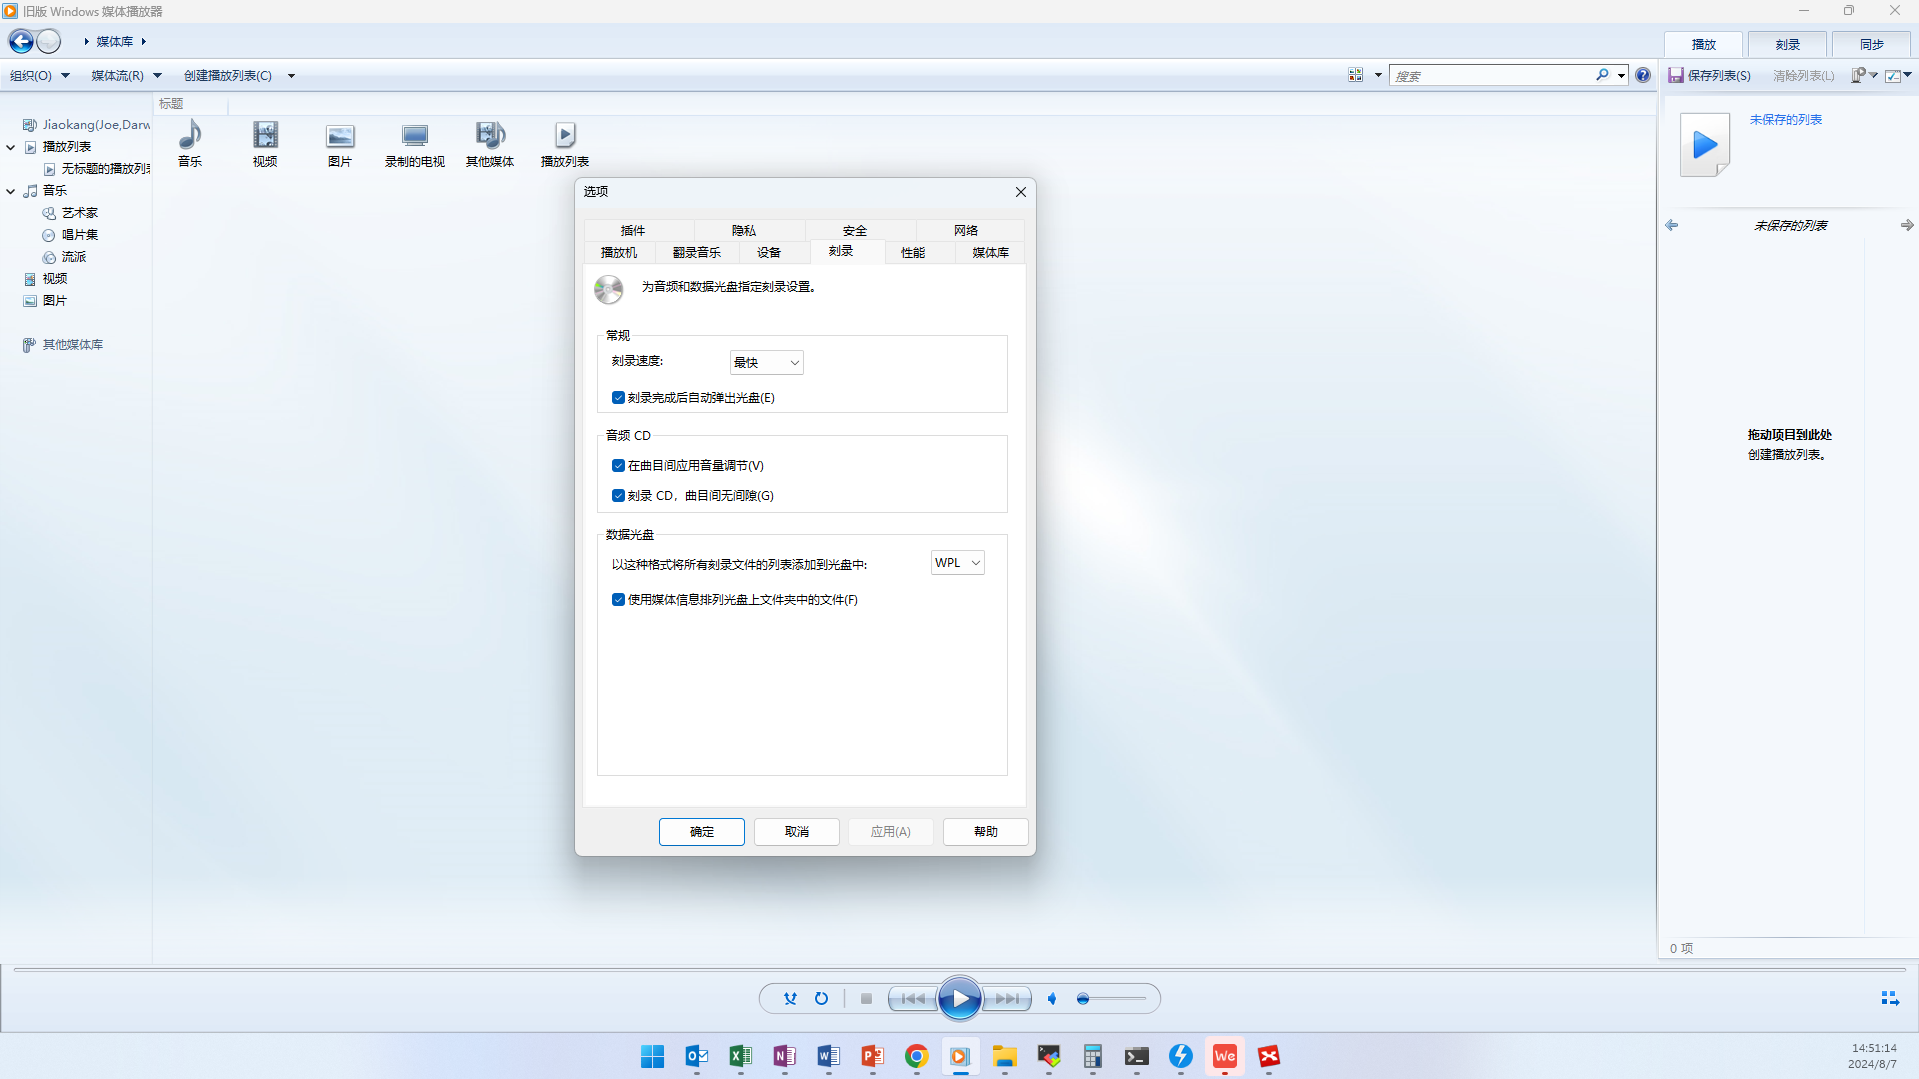 旧版 Windows 媒体播放器
媒体库
播放
刻录
同步
组织(O)
媒体流(R)
创建播放列表(C)
搜索
保存列表(S)
清除列表(L)
标题
Jiaokang(Joe,Darw
播放列表
无标题的播放列表
音乐
艺术家
唱片集
流派
视频
图片
其他媒体库
音乐
视频
图片
录制的电视
其他媒体
播放列表
未保存的列表
未保存的列表
拖动项目到此处
创建播放列表。
0 项
选项
插件
隐私
安全
网络
播放机
翻录音乐
设备
刻录
性能
媒体库
为音频和数据光盘指定刻录设置。
常规
刻录速度:
最快
刻录完成后自动弹出光盘(E)
音频 CD
在曲目间应用音量调节(V)
刻录 CD，曲目间无间隙(G)
数据光盘
以这种格式将所有刻录文件的列表添加到光盘中:
WPL
使用媒体信息排列光盘上文件夹中的文件(F)
确定
取消
应用(A)
帮助
We
14:51:14
2024/8/7